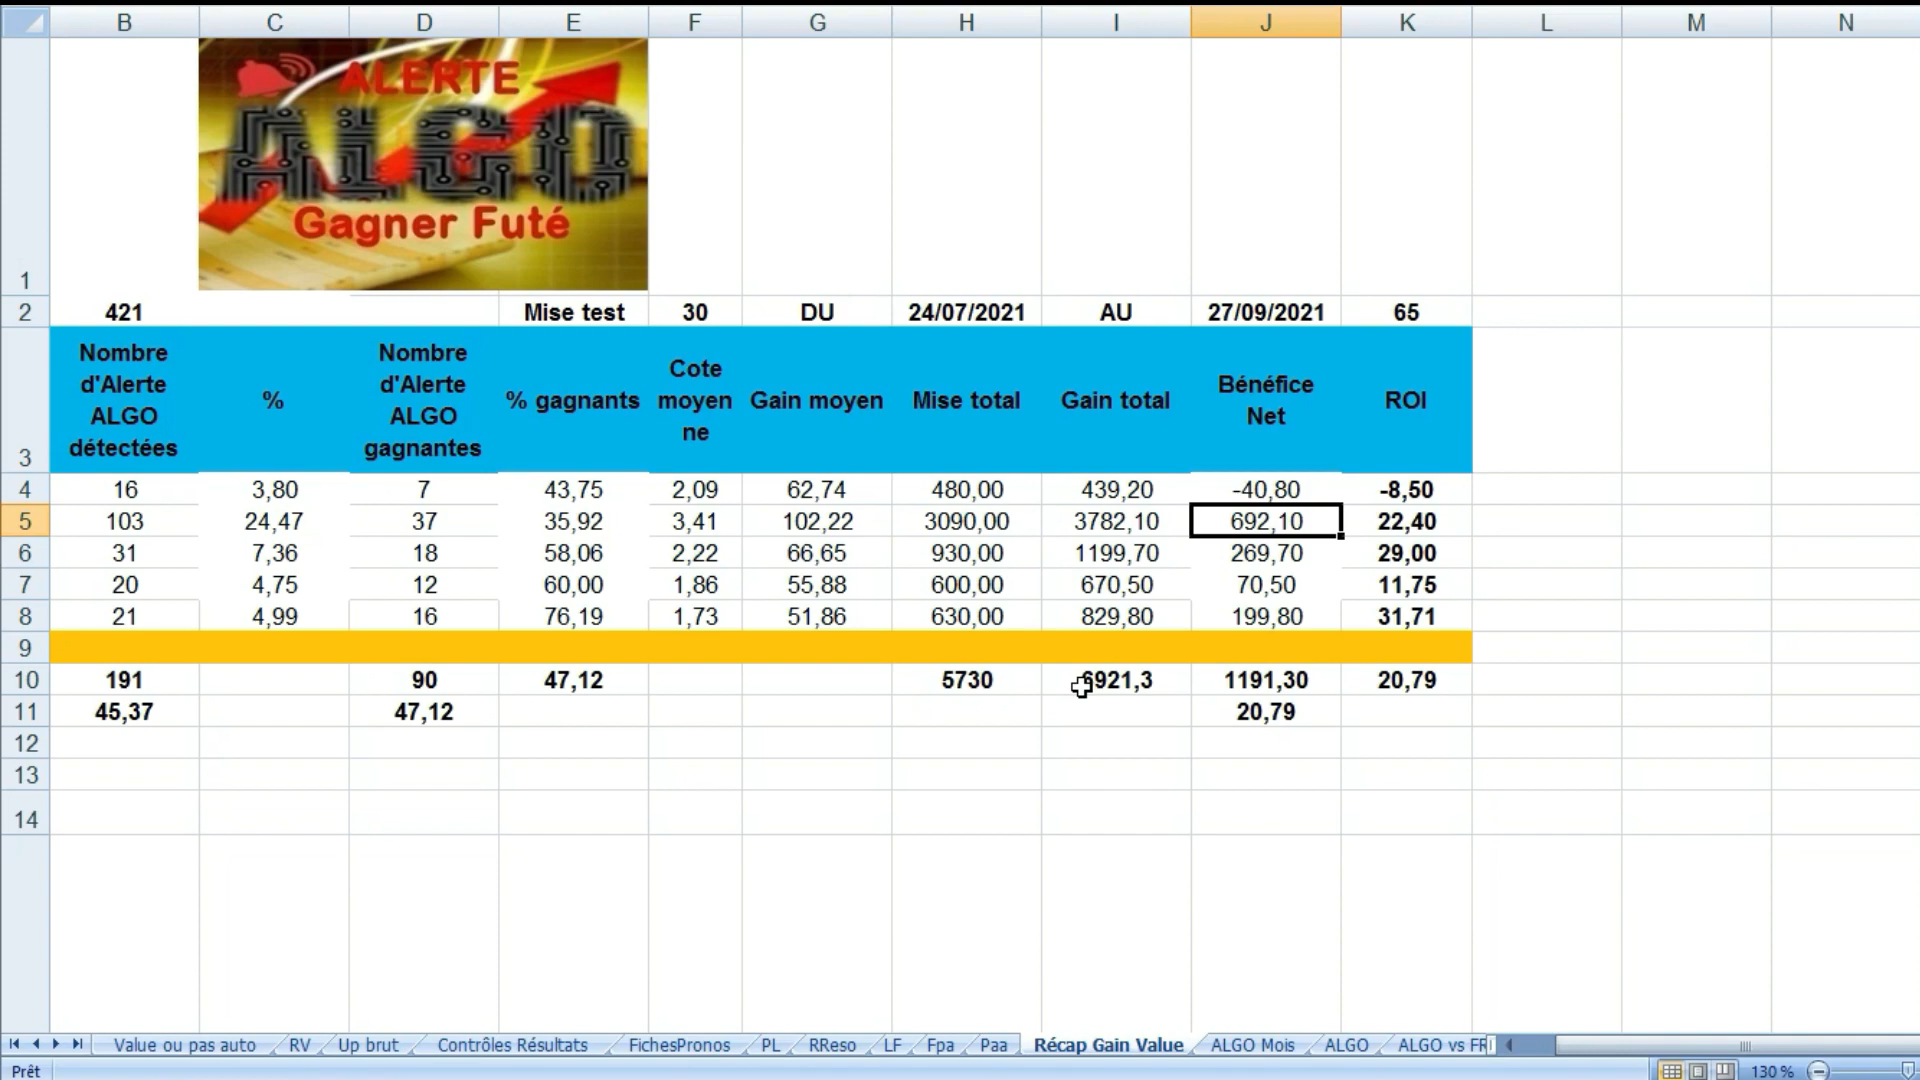 B C D E F G H I J K L M N
ALERTE
ALGO
Gagner Futé
1
2 421 Mise test 30 DU 24/07/2021 AU 27/09/2021 65
3 Nombre d'Alerte ALGO détectées % Nombre d'Alerte ALGO gagnantes % gagnants Cote moyen ne Gain moyen Mise total Gain total Bénéfice Net ROI
4 16 3,80 7 43,75 2,09 62,74 480,00 439,20 -40,80 -8,50
5 103 24,47 37 35,92 3,41 102,22 3090,00 3782,10 692,10 22,40
6 31 7,36 18 58,06 2,22 66,65 930,00 1199,70 269,70 29,00
7 20 4,75 12 60,00 1,86 55,88 600,00 670,50 70,50 11,75
8 21 4,99 16 76,19 1,73 51,86 630,00 829,80 199,80 31,71
9
10 191 90 47,12 5730 6921,3 1191,30 20,79
11 45,37 47,12 20,79
12
13
14
Value ou pas auto RV Up brut Contrôles Résultats FichesPronos PL RReso LF Fpa Paa Récap Gain Value ALGO Mois ALGO ALGO vs FR
Prêt 130 %